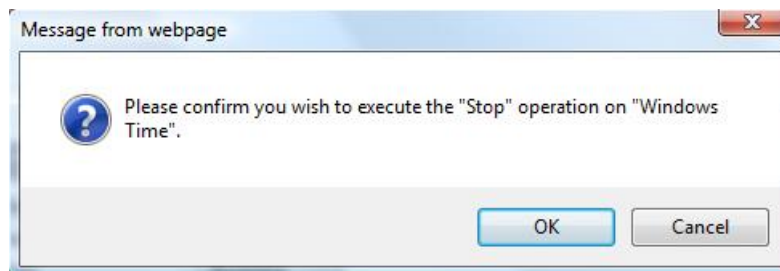 Message from webpage
Please confirm you wish to execute the "Stop" operation on "Windows
Time".
OK
Cancel